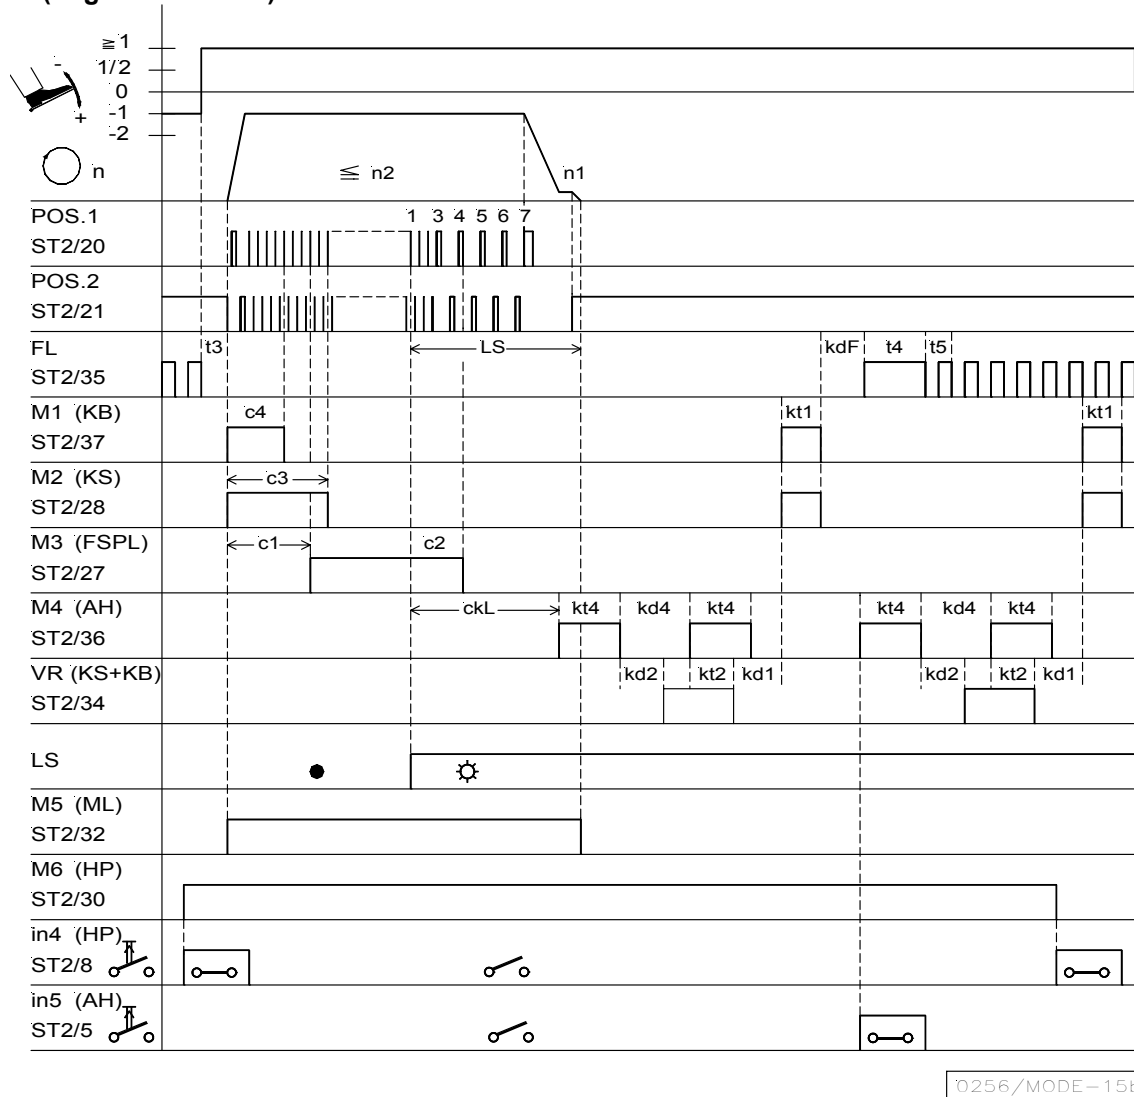 ≧ 1
1/2
-
0
-1
+
-2
n
≦ n2
n1
POS.1
1 3 4 5 6 7
ST2/20
POS.2
ST2/21
FL
t3
LS
kdF t4 t5
ST2/35
M1 (KB)
c4
kt1 kt1
ST2/37
M2 (KS)
c3
ST2/28
M3 (FSPL)
c1 c2
ST2/27
M4 (AH)
ckL kt4 kd4 kt4 kt4 kd4 kt4
ST2/36
VR (KS+KB)
kd2 kt2 kd1 kd2 kt2 kd1
ST2/34
LS
M5 (ML)
ST2/32
M6 (HP)
ST2/30
in4 (HP)
ST2/8
in5 (AH)
ST2/5
0256/MODE-15